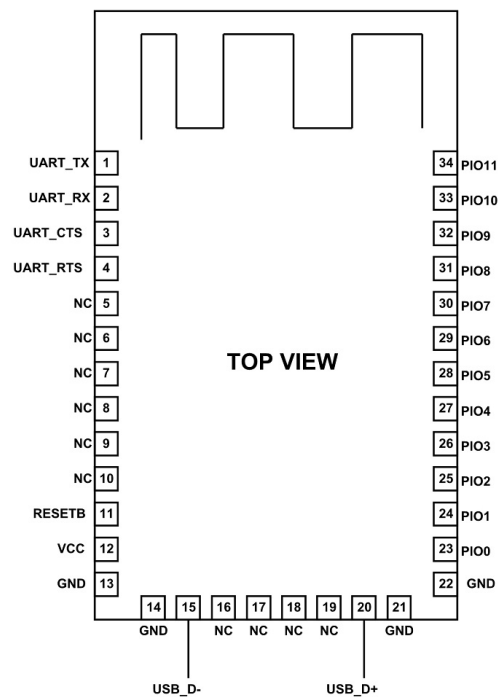 UART_TX 1 34 PIO11
UART_RX 2 33 PIO10
UART_CTS 3 32 PIO9
UART_RTS 4 31 PIO8
NC 5 30 PIO7
NC 6 29 PIO6
TOP VIEW
NC 7 28 PIO5
NC 8 27 PIO4
NC 9 26 PIO3
NC 10 25 PIO2
RESETB 11 24 PIO1
VCC 12 23 PIO0
GND 13 22 GND
14 15 16 17 18 19 20 21
GND NC NC NC NC GND
USB_D- USB_D+